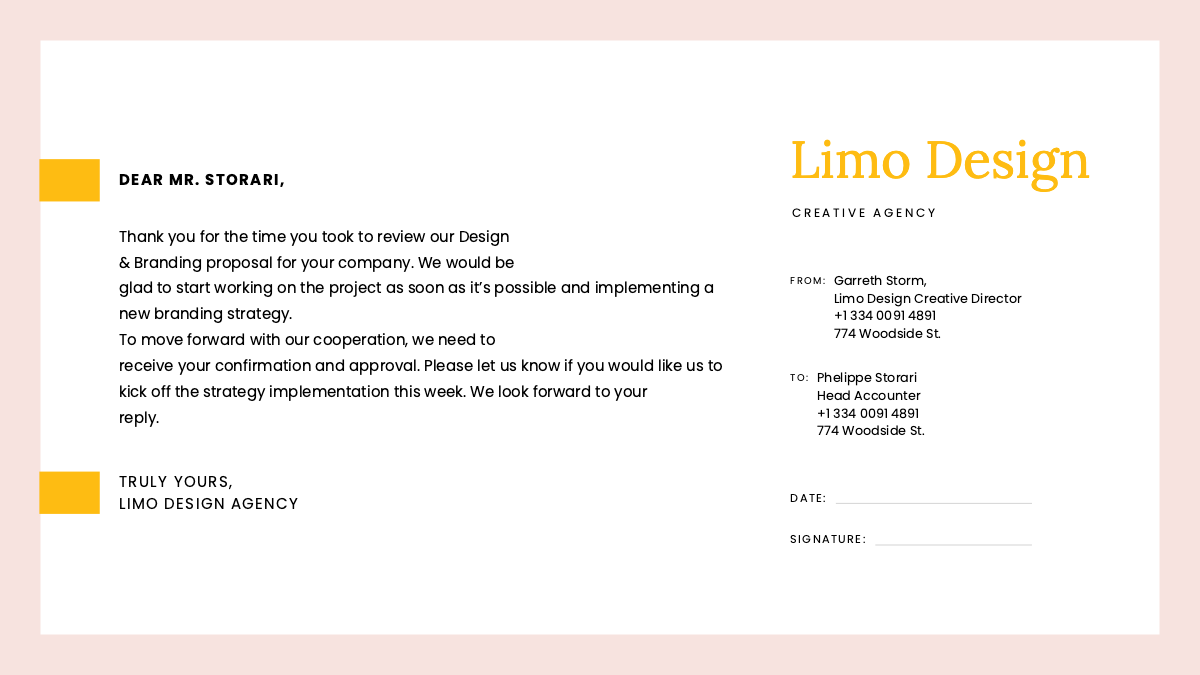 DEAR MR. STORARI,
Thank you for the time you took to review our Design
& Branding proposal for your company. We would be
glad to start working on the project as soon as it’s possible and implementing a
new branding strategy.
To move forward with our cooperation, we need to
receive your confirmation and approval. Please let us know if you would like us to
kick off the strategy implementation this week. We look forward to your
reply.
TRULY YOURS,
LIMO DESIGN AGENCY
Limo Design
CREATIVE AGENCY
FROM: Garreth Storm,
Limo Design Creative Director
+1 334 0091 4891
774 Woodside St.
TO: Phelippe Storari
Head Accounter
+1 334 0091 4891
774 Woodside St.
DATE:
SIGNATURE: